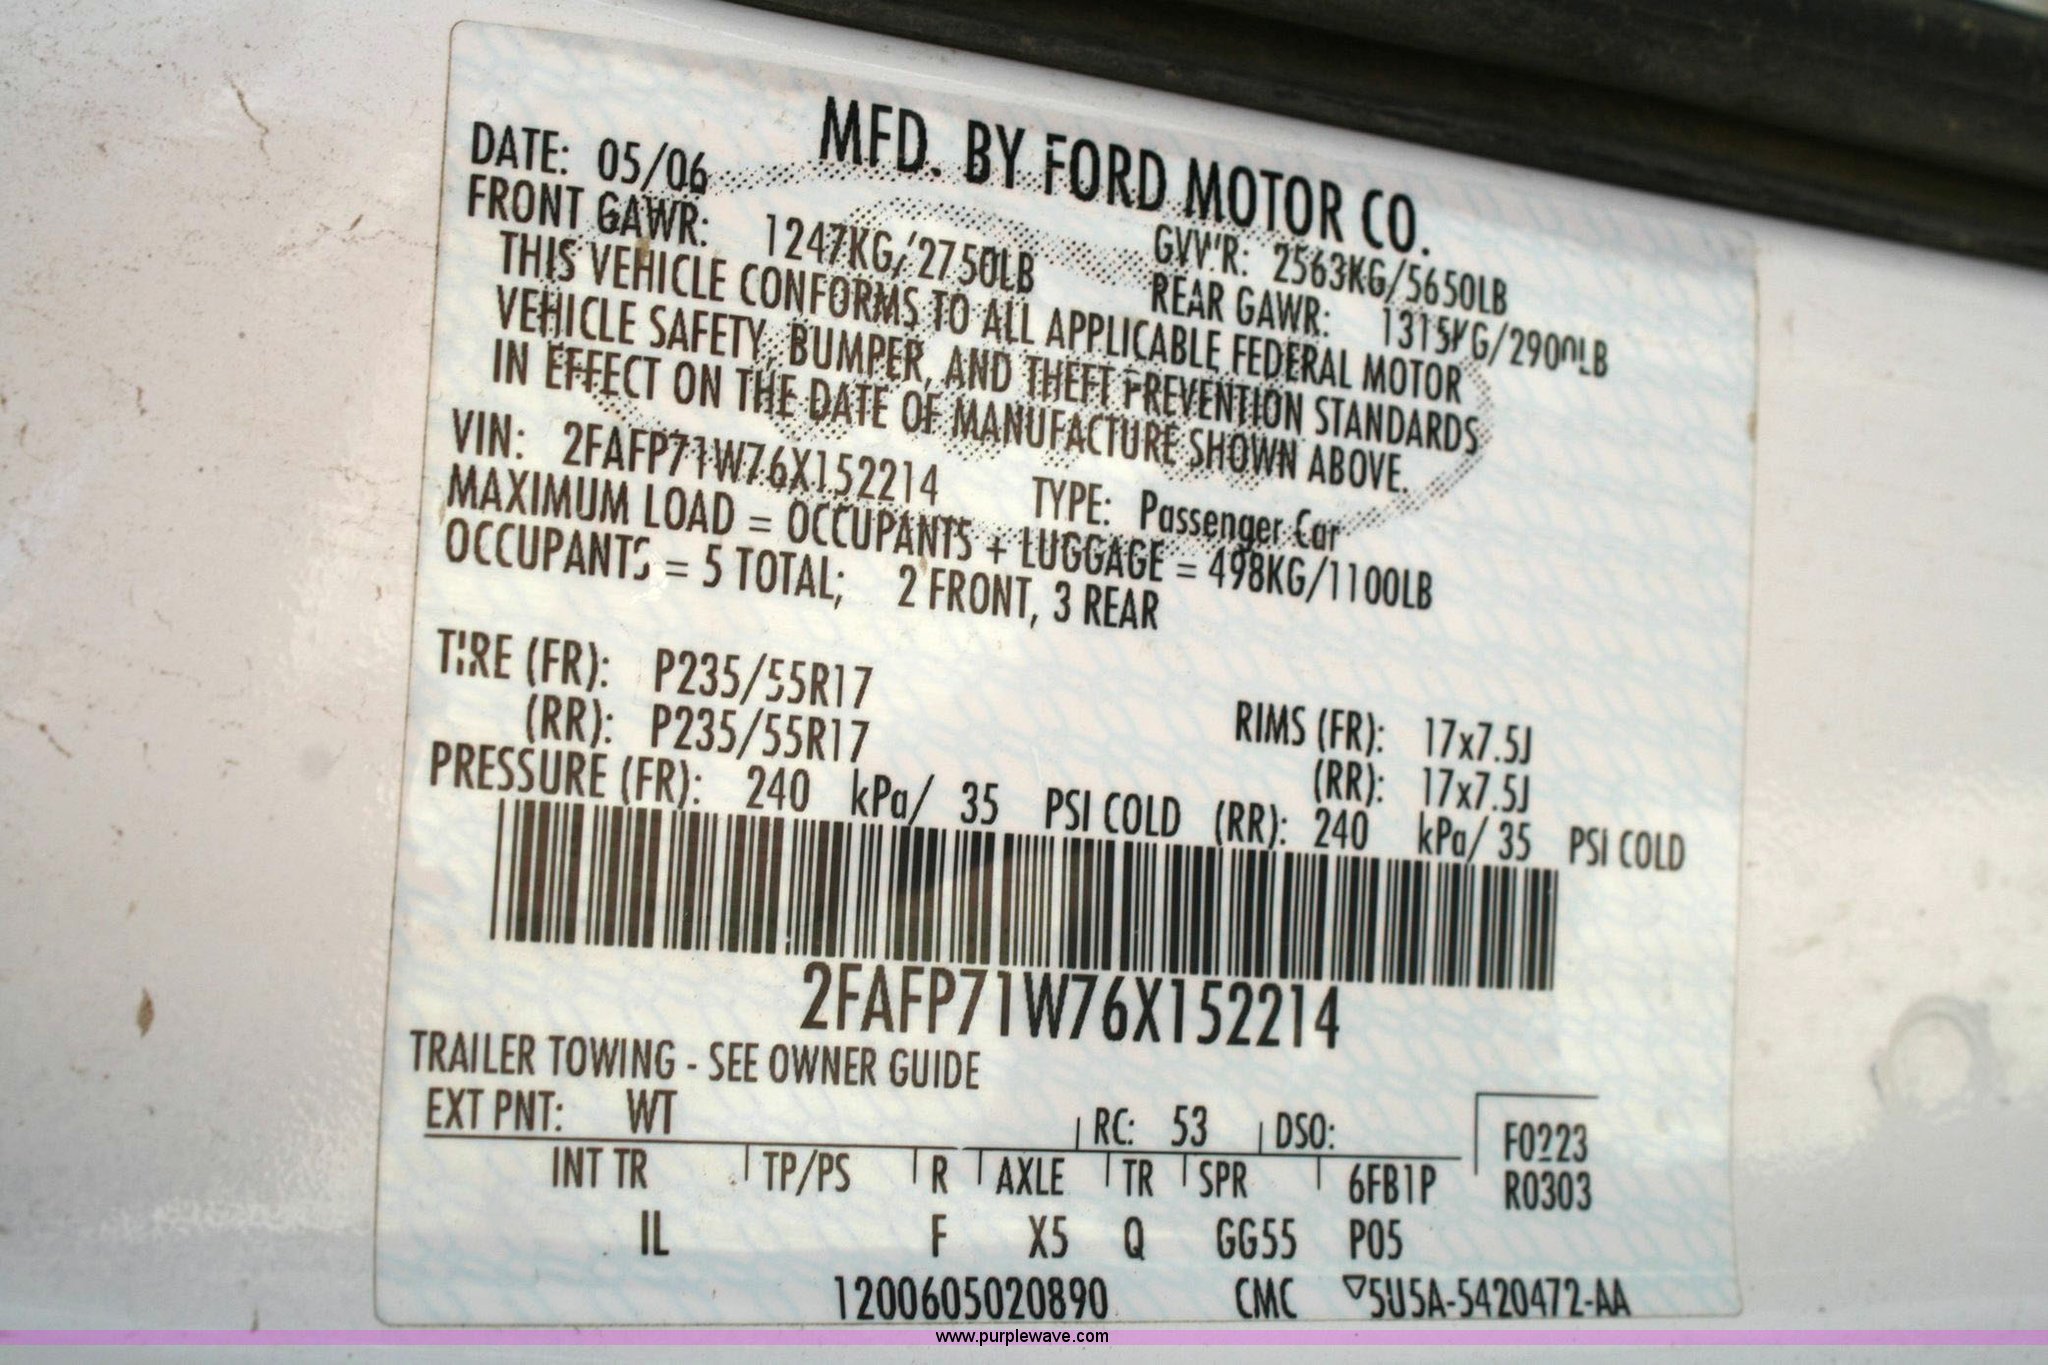 MFD. BY FORD MOTOR CO.
DATE: 05/06 GVWR: 2563KG/5650LB
FRONT GAWR: 1247KG/2750LB REAR GAWR: 1315KG/2900LB
THIS VEHICLE CONFORMS TO ALL APPLICABLE FEDERAL MOTOR
VEHICLE SAFETY, BUMPER, AND THEFT PREVENTION STANDARDS
IN EFFECT ON THE DATE OF MANUFACTURE SHOWN ABOVE.
VIN: 2FAFP71W76X152214 TYPE: Passenger Car
MAXIMUM LOAD = OCCUPANTS + LUGGAGE = 498KG/1100LB
OCCUPANTS = 5 TOTAL; 2 FRONT, 3 REAR
TIRE (FR): P235/55R17 RIMS (FR): 17x7.5J
(RR): P235/55R17 (RR): 17x7.5J
PRESSURE (FR): 240 kPa/ 35 PSI COLD (RR): 240 kPa/ 35 PSI COLD
2FAFP71W76X152214
TRAILER TOWING - SEE OWNER GUIDE
EXT PNT: WT RC: 53 DSO: F0223
INT TR TP/PS R AXLE TR SPR 6FB1P R0303
IL F X5 Q GG55 P05
1200605020890 CMC ▽5U5A-5420472-AA
www.purplewave.com